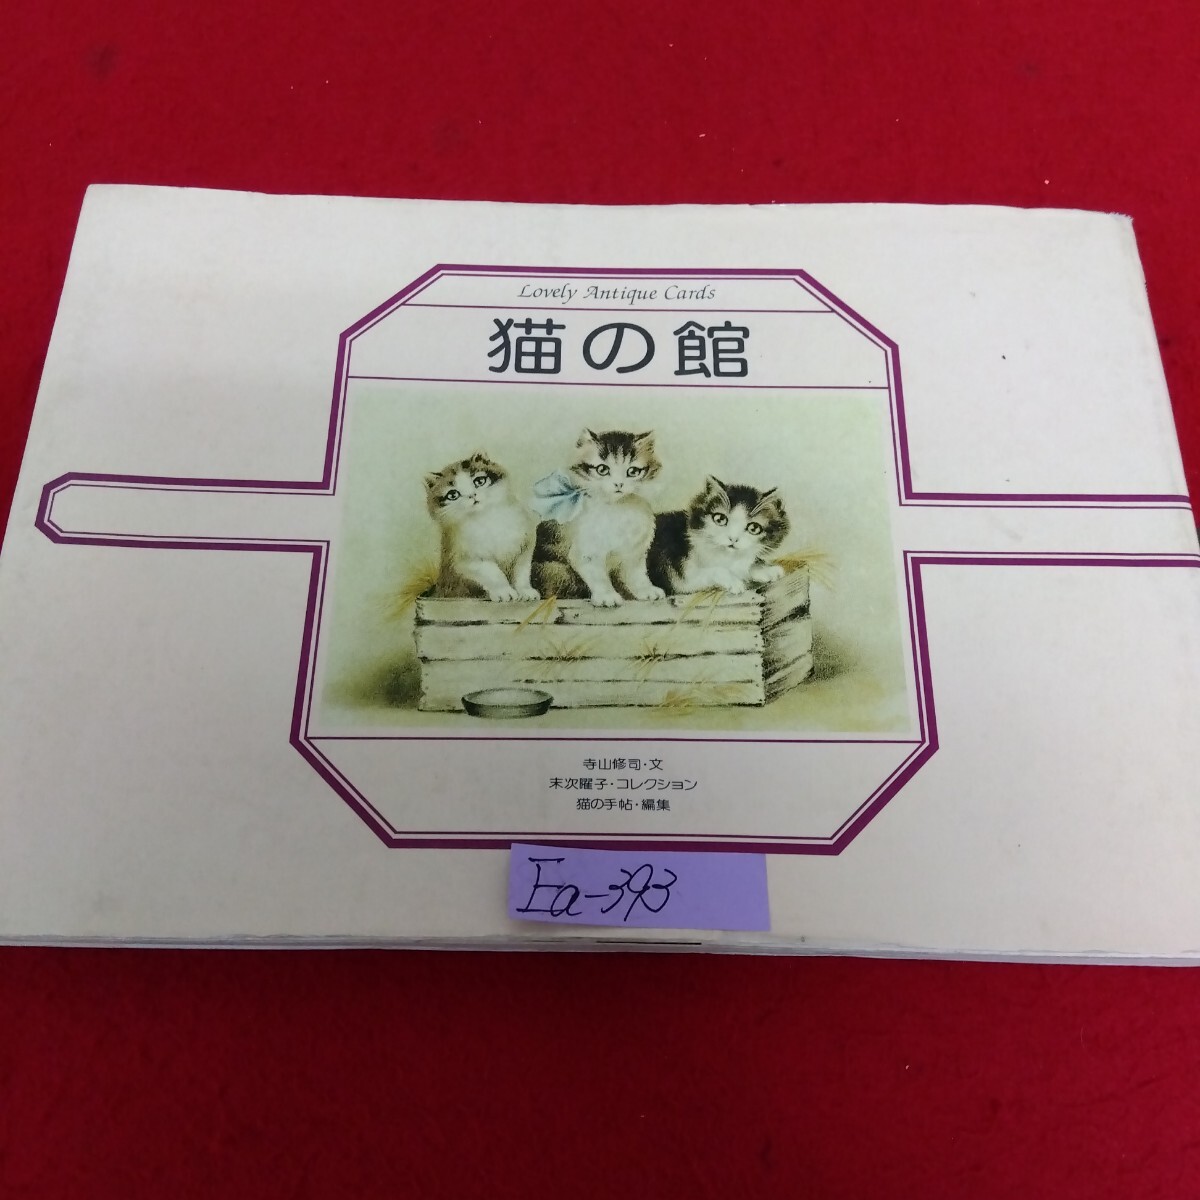 Lovely Antique Cards
猫の館
寺山修司・文
末次曜子・コレクション
猫の手帖・編集
Ea-393